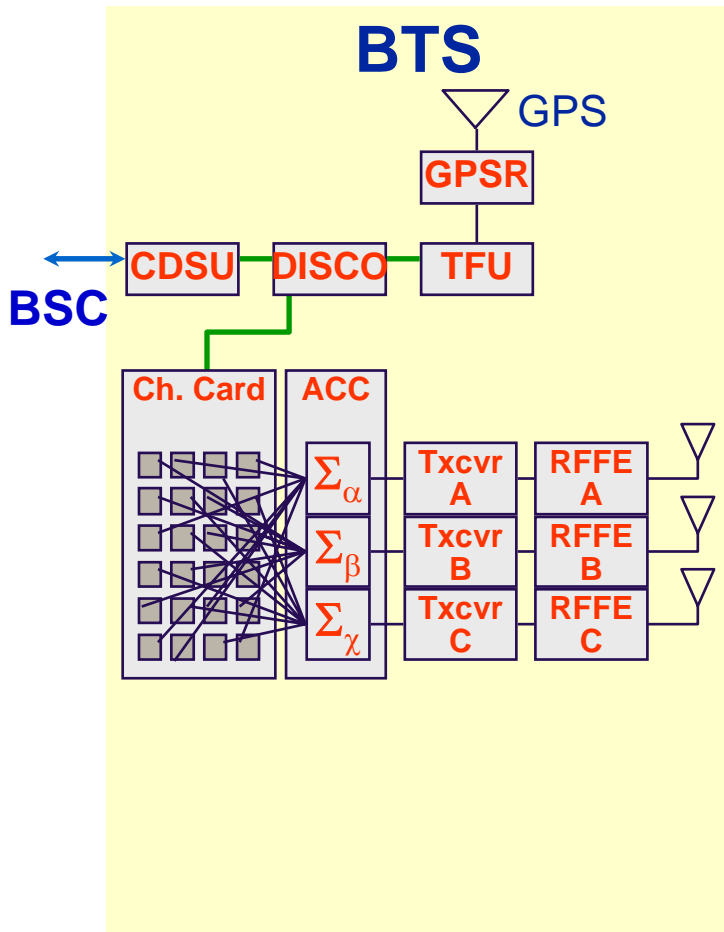 BTS
GPS
GPSR
CDSU
DISCO
TFU
BSC
Ch. Card
ACC
Σα
Txcvr
A
RFFE
A
Σβ
Txcvr
B
RFFE
B
Σχ
Txcvr
C
RFFE
C